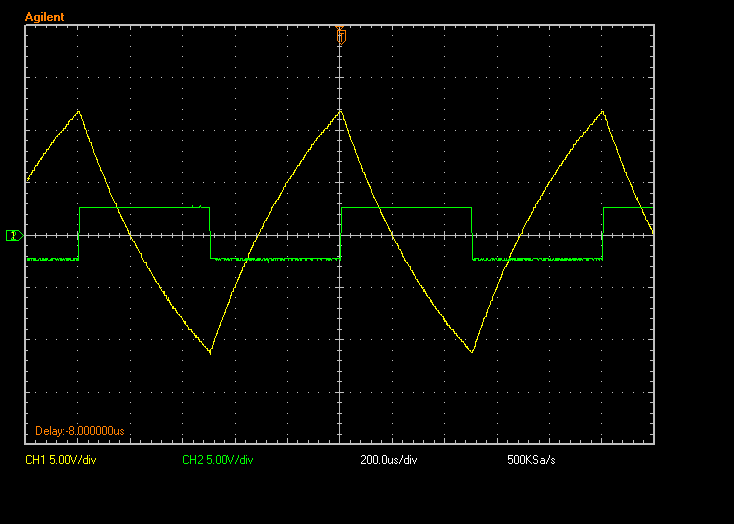 Agilent
Delay:-8.000000us
CH1 5.00V/div CH2 5.00V/div 200.0us/div 500KSa/s